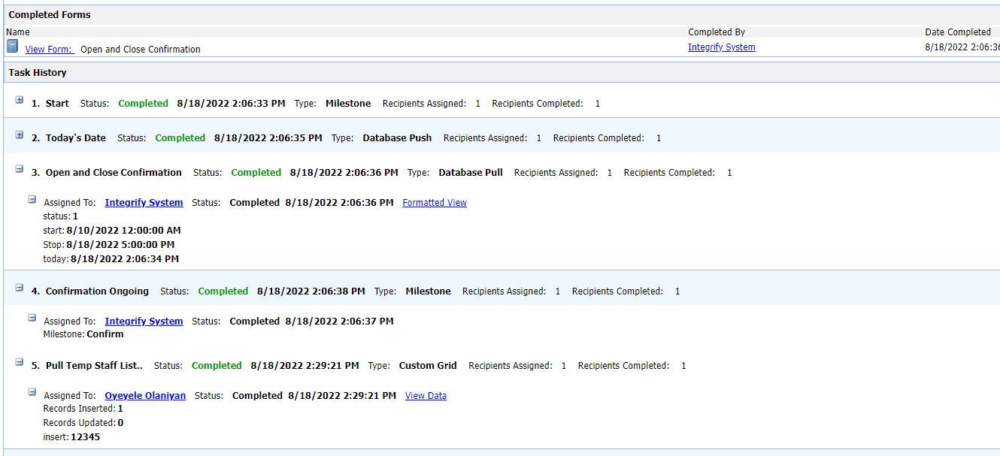 Completed Forms
Name Completed By Date Completed
View Form: Open and Close Confirmation Integrify System 8/18/2022 2:06:36
Task History
1. Start Status: Completed 8/18/2022 2:06:33 PM Type: Milestone Recipients Assigned: 1 Recipients Completed: 1
2. Today's Date Status: Completed 8/18/2022 2:06:35 PM Type: Database Push Recipients Assigned: 1 Recipients Completed: 1
3. Open and Close Confirmation Status: Completed 8/18/2022 2:06:36 PM Type: Database Pull Recipients Assigned: 1 Recipients Completed: 1
Assigned To: Integrify System Status: Completed 8/18/2022 2:06:36 PM Formatted View
status: 1
start: 8/10/2022 12:00:00 AM
Stop: 8/18/2022 5:00:00 PM
today: 8/18/2022 2:06:34 PM
4. Confirmation Ongoing Status: Completed 8/18/2022 2:06:38 PM Type: Milestone Recipients Assigned: 1 Recipients Completed: 1
Assigned To: Integrify System Status: Completed 8/18/2022 2:06:37 PM
Milestone: Confirm
5. Pull Temp Staff List.. Status: Completed 8/18/2022 2:29:21 PM Type: Custom Grid Recipients Assigned: 1 Recipients Completed: 1
Assigned To: Oyeyele Olaniyan Status: Completed 8/18/2022 2:29:21 PM View Data
Records Inserted: 1
Records Updated: 0
insert: 12345